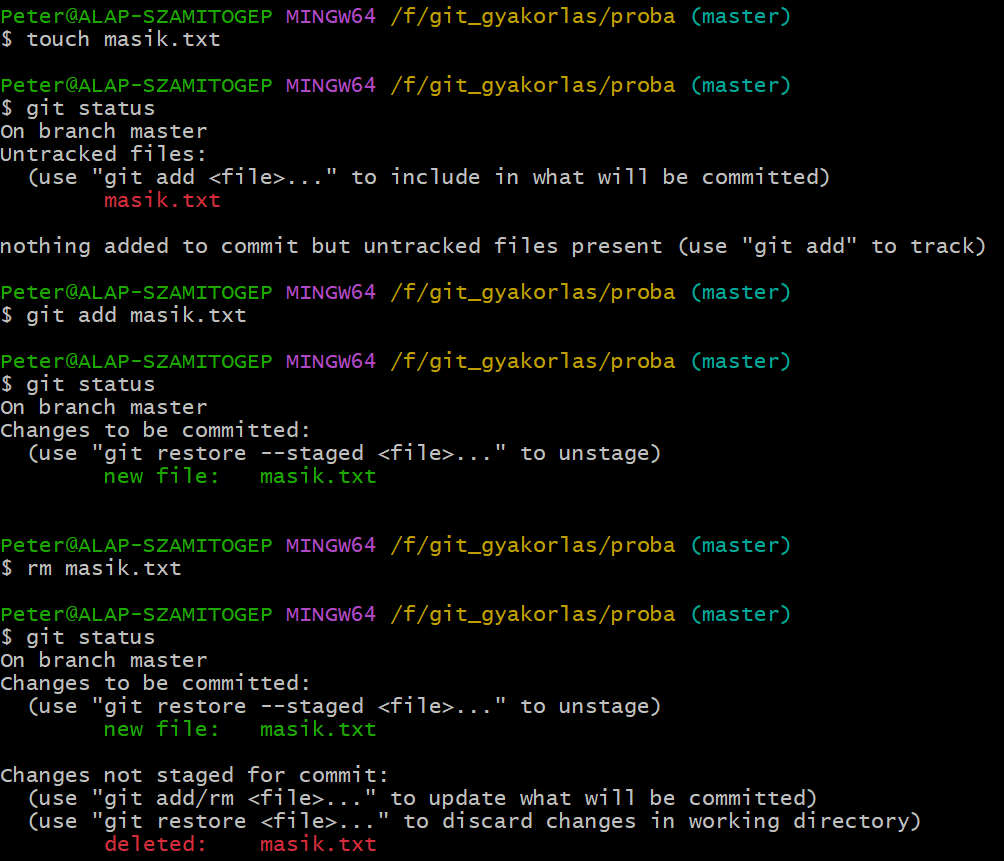 Peter@ALAP-SZAMITOGEP MINGW64 /f/git_gyakorlas/proba (master)
$ touch masik.txt
Peter@ALAP-SZAMITOGEP MINGW64 /f/git_gyakorlas/proba (master)
$ git status
On branch master
Untracked files:
  (use "git add <file>..." to include in what will be committed)
        masik.txt
nothing added to commit but untracked files present (use "git add" to track)
Peter@ALAP-SZAMITOGEP MINGW64 /f/git_gyakorlas/proba (master)
$ git add masik.txt
Peter@ALAP-SZAMITOGEP MINGW64 /f/git_gyakorlas/proba (master)
$ git status
On branch master
Changes to be committed:
  (use "git restore --staged <file>..." to unstage)
        new file:   masik.txt
Peter@ALAP-SZAMITOGEP MINGW64 /f/git_gyakorlas/proba (master)
$ rm masik.txt
Peter@ALAP-SZAMITOGEP MINGW64 /f/git_gyakorlas/proba (master)
$ git status
On branch master
Changes to be committed:
  (use "git restore --staged <file>..." to unstage)
        new file:   masik.txt
Changes not staged for commit:
  (use "git add/rm <file>..." to update what will be committed)
  (use "git restore <file>..." to discard changes in working directory)
        deleted:    masik.txt